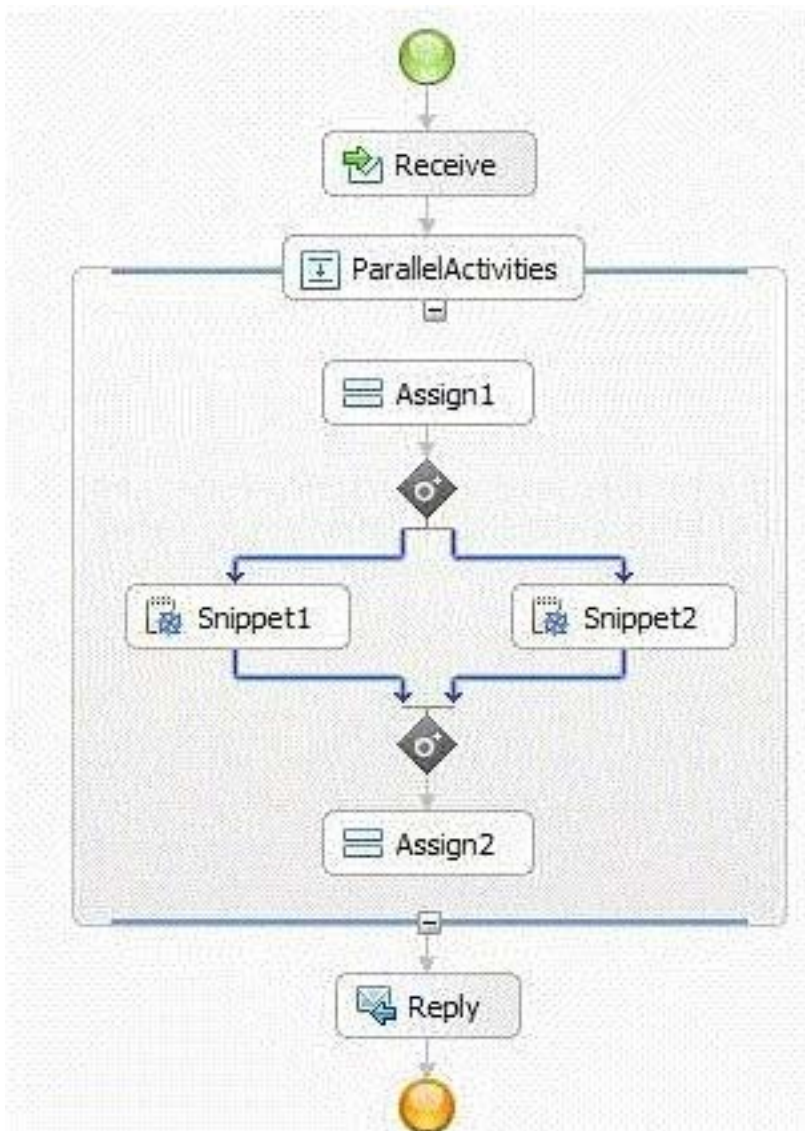 Receive
ParallelActivities
Assign1
Snippet1
Snippet2
Assign2
Reply